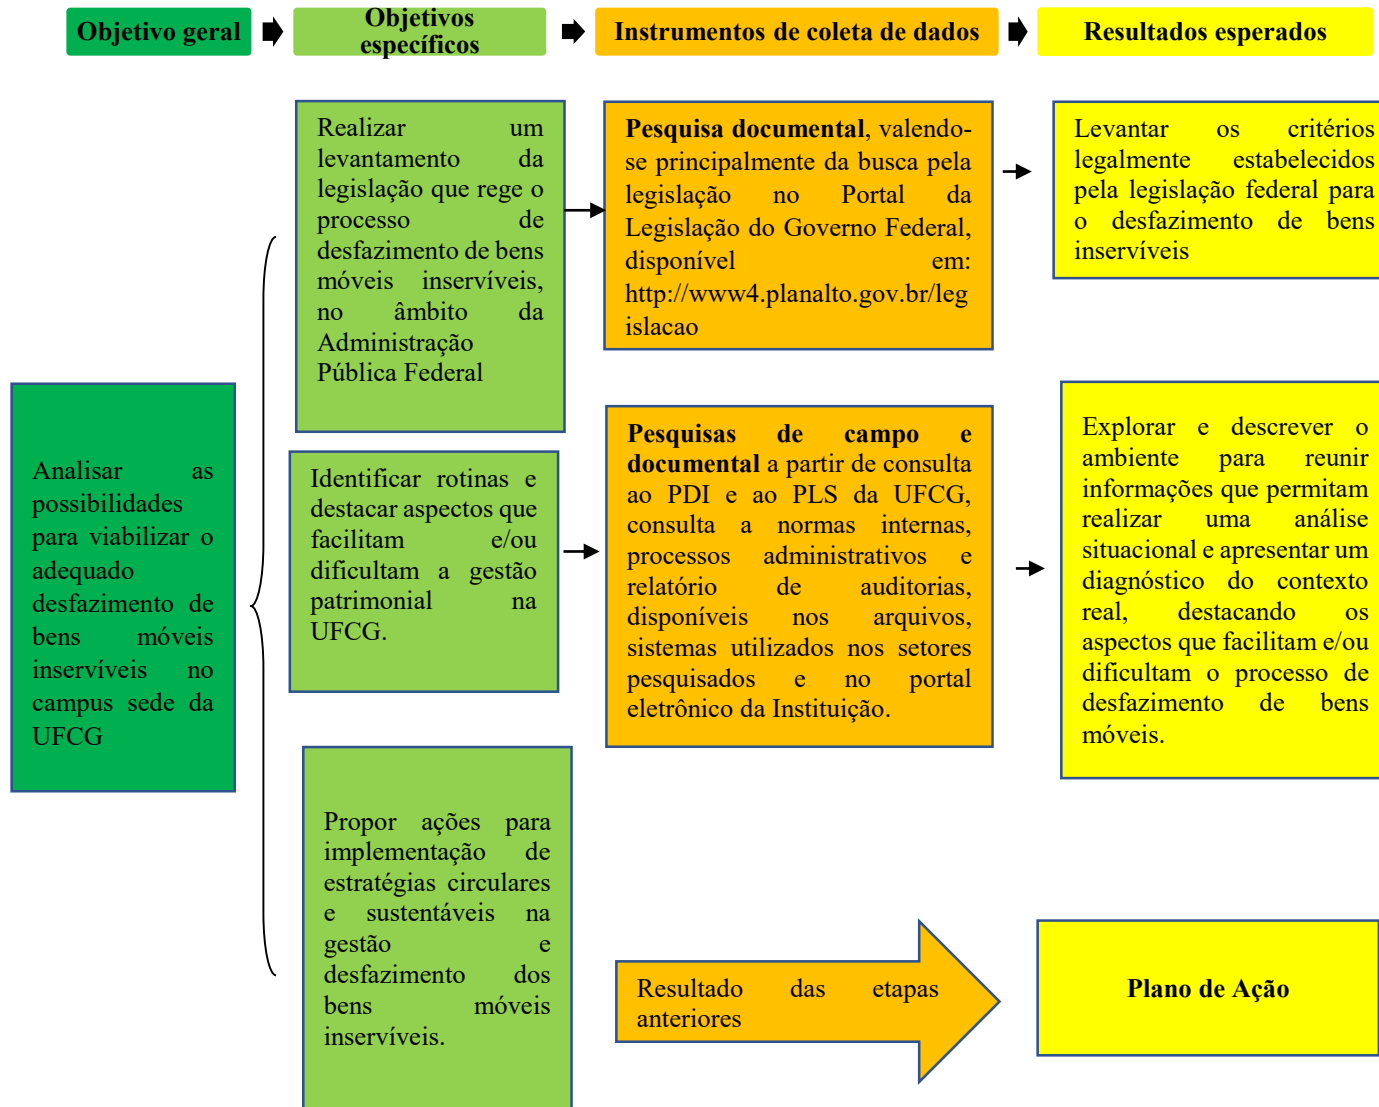 Objetivo geral
Objetivos
específicos
Instrumentos de coleta de dados
Resultados esperados
Analisar as
possibilidades
para viabilizar o
adequado
desfazimento de
bens móveis
inservíveis no
campus sede da
UFCG
Realizar um
levantamento da
legislação que rege o
processo de
desfazimento de bens
móveis inservíveis,
no âmbito da
Administração
Pública Federal
Pesquisa documental, valendo-
se principalmente da busca pela
legislação no Portal da
Legislação do Governo Federal,
disponível em:
http://www4.planalto.gov.br/leg
islacao
Levantar os critérios
legalmente estabelecidos
pela legislação federal para
o desfazimento de bens
inservíveis
Identificar rotinas e
destacar aspectos que
facilitam e/ou
dificultam a gestão
patrimonial na
UFCG.
Pesquisas de campo e
documental a partir de consulta
ao PDI e ao PLS da UFCG,
consulta a normas internas,
processos administrativos e
relatório de auditorias,
disponíveis nos arquivos,
sistemas utilizados nos setores
pesquisados e no portal
eletrônico da Instituição.
Explorar e descrever o
ambiente para reunir
informações que permitam
realizar uma análise
situacional e apresentar um
diagnóstico do contexto
real, destacando os
aspectos que facilitam e/ou
dificultam o processo de
desfazimento de bens
móveis.
Propor ações para
implementação de
estratégias circulares
e sustentáveis na
gestão e
desfazimento dos
bens móveis
inservíveis.
Resultado das etapas
anteriores
Plano de Ação